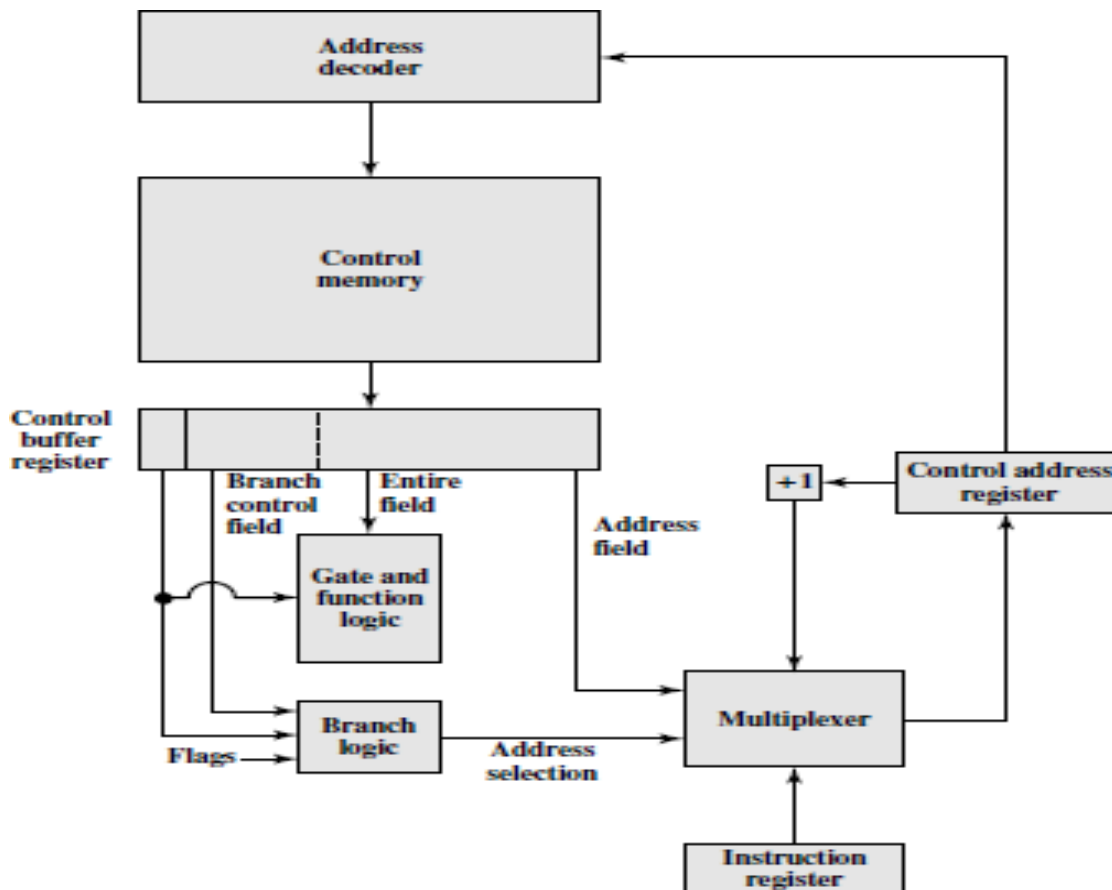 Address
decoder
Control
memory
Control
buffer
register
Branch
control
field
Entire
field
Address
field
+1
Control address
register
Gate and
function
logic
Branch
logic
Flags
Address
selection
Multiplexer
Instruction
register